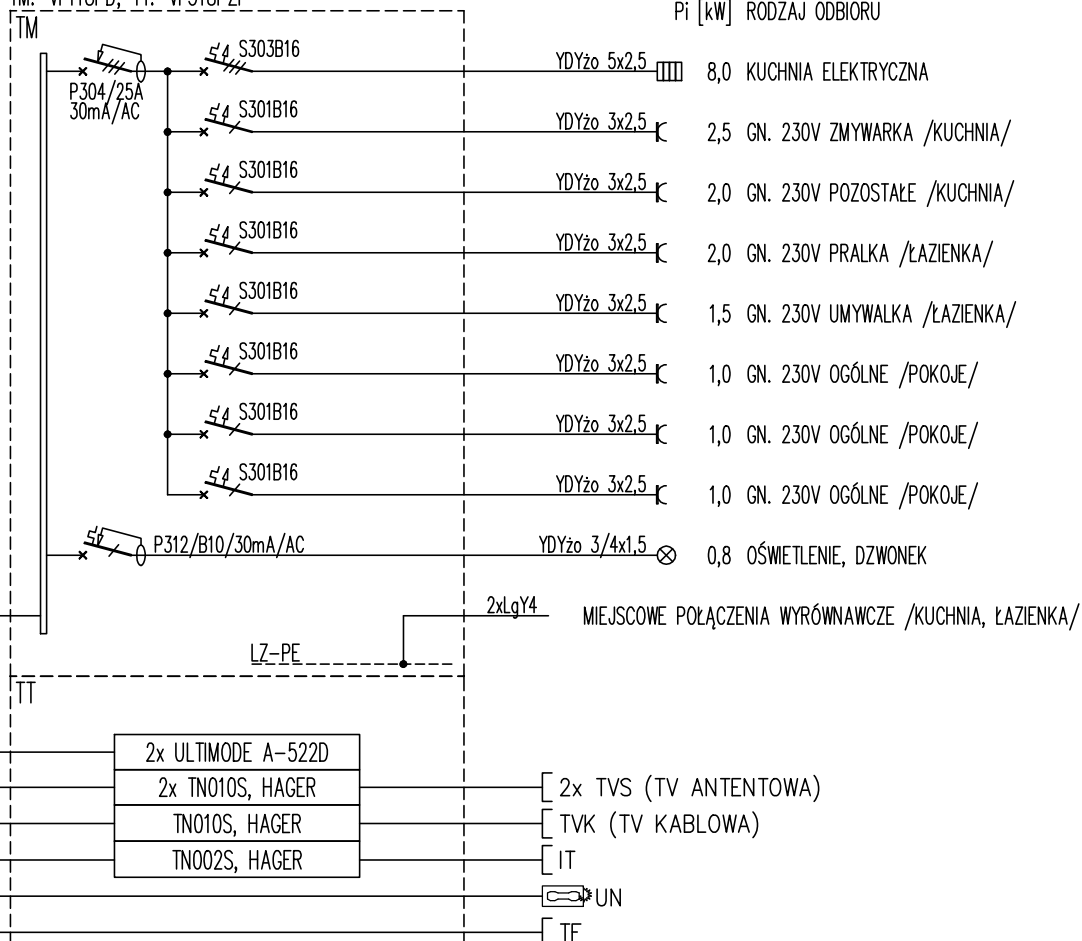 Pi [kW] RODZAJ ODBIORU
TM
S303B16 YDYżo 5x2,5 8,0 KUCHNIA ELEKTRYCZNA
P304/25A
30mA/AC
S301B16 YDYżo 3x2,5 2,5 GN. 230V ZMYWARKA /KUCHNIA/
S301B16 YDYżo 3x2,5 2,0 GN. 230V POZOSTAŁE /KUCHNIA/
S301B16 YDYżo 3x2,5 2,0 GN. 230V PRALKA /ŁAZIENKA/
S301B16 YDYżo 3x2,5 1,5 GN. 230V UMYWALKA /ŁAZIENKA/
S301B16 YDYżo 3x2,5 1,0 GN. 230V OGÓLNE /POKOJE/
S301B16 YDYżo 3x2,5 1,0 GN. 230V OGÓLNE /POKOJE/
S301B16 YDYżo 3x2,5 1,0 GN. 230V OGÓLNE /POKOJE/
P312/B10/30mA/AC YDYżo 3/4x1,5 0,8 OŚWIETLENIE, DZWONEK
2xLgY4 MIEJSCOWE POŁĄCZENIA WYRÓWNAWCZE /KUCHNIA, ŁAZIENKA/
LZ-PE
TT
2x ULTIMODE A-522D
2x TN010S, HAGER 2x TVS (TV ANTENTOWA)
TN010S, HAGER TVK (TV KABLOWA)
TN002S, HAGER IT
UN
TF